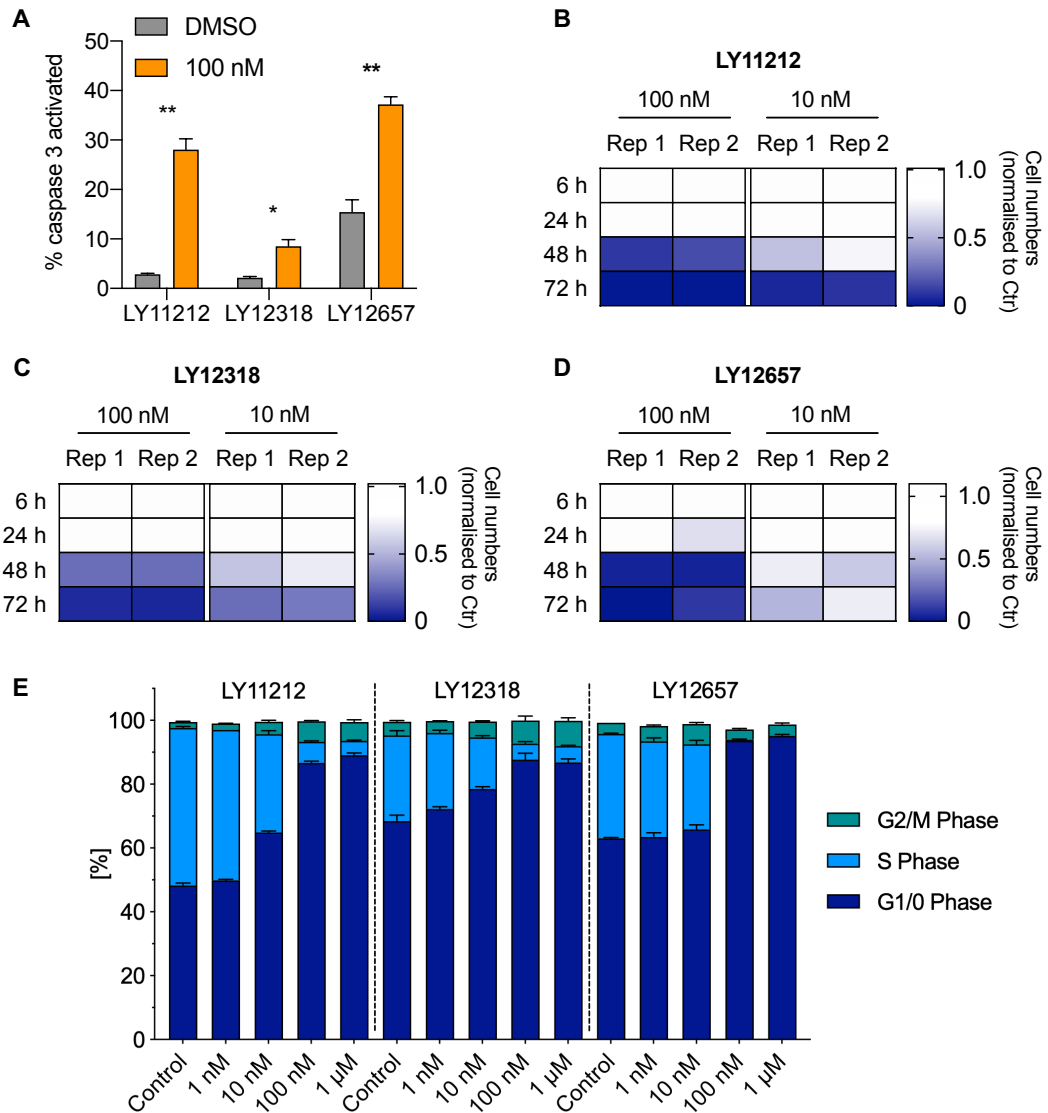 A
DMSO
100 nM
% caspase 3 activated
50
40
30
20
10
0
**
*
**
LY11212
LY12318
LY12657
B
LY11212
100 nM
10 nM
Rep 1
Rep 2
Rep 1
Rep 2
6 h
24 h
48 h
72 h
1.0
0.5
0
Cell numbers
(normalised to Ctr)
C
LY12318
100 nM
10 nM
Rep 1
Rep 2
Rep 1
Rep 2
6 h
24 h
48 h
72 h
1.0
0.5
0
Cell numbers
(normalised to Ctr)
D
LY12657
100 nM
10 nM
Rep 1
Rep 2
Rep 1
Rep 2
6 h
24 h
48 h
72 h
1.0
0.5
0
Cell numbers
(normalised to Ctr)
E
LY11212
LY12318
LY12657
[%]
100
80
60
40
20
0
Control
1 nM
10 nM
100 nM
1 µM
Control
1 nM
10 nM
100 nM
1 µM
Control
1 nM
10 nM
100 nM
1 µM
G2/M Phase
S Phase
G1/0 Phase